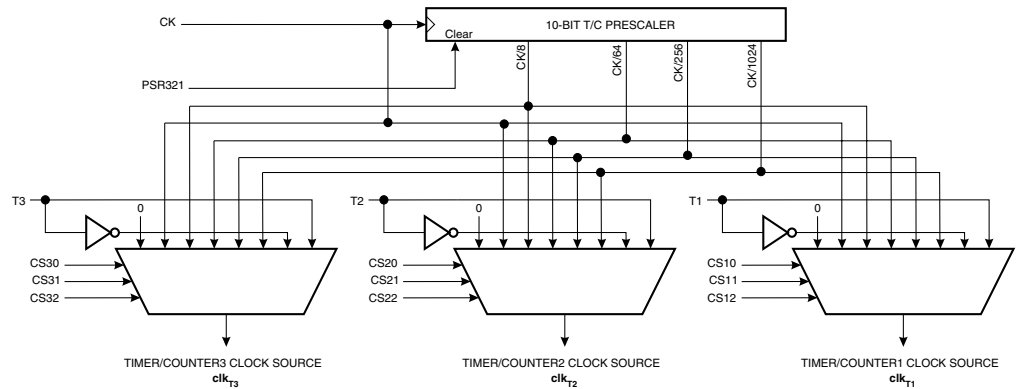 CK
10-BIT T/C PRESCALER
Clear
CK/8
CK/64
CK/256
CK/1024
PSR321
T3
0
T2
0
T1
0
CS30
CS31
CS32
CS20
CS21
CS22
CS10
CS11
CS12
TIMER/COUNTER3 CLOCK SOURCE
clkT3
TIMER/COUNTER2 CLOCK SOURCE
clkT2
TIMER/COUNTER1 CLOCK SOURCE
clkT1